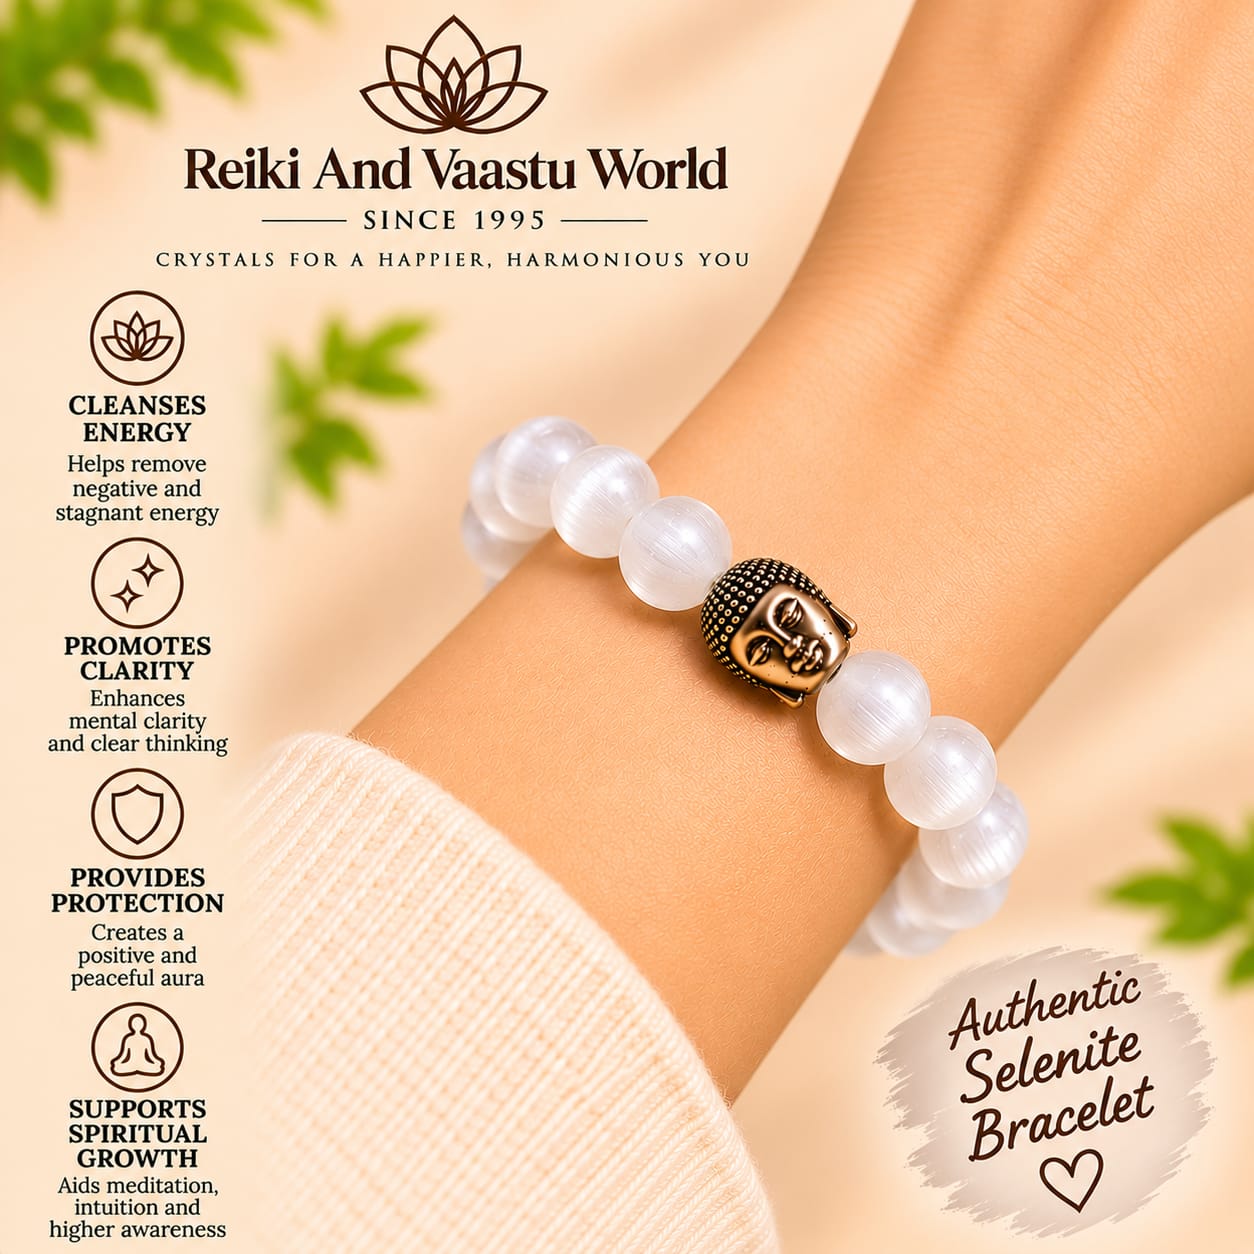 Reiki And Vaastu World
SINCE 1995
CRYSTALS FOR A HAPPIER, HARMONIOUS YOU
CLEANSES
ENERGY
Helps remove
negative and
stagnant energy
PROMOTES
CLARITY
Enhances
mental clarity
and clear thinking
PROVIDES
PROTECTION
Creates a
positive and
peaceful aura
SUPPORTS
SPIRITUAL
GROWTH
Aids meditation,
intuition and
higher awareness
Authentic
Selenite
Bracelet